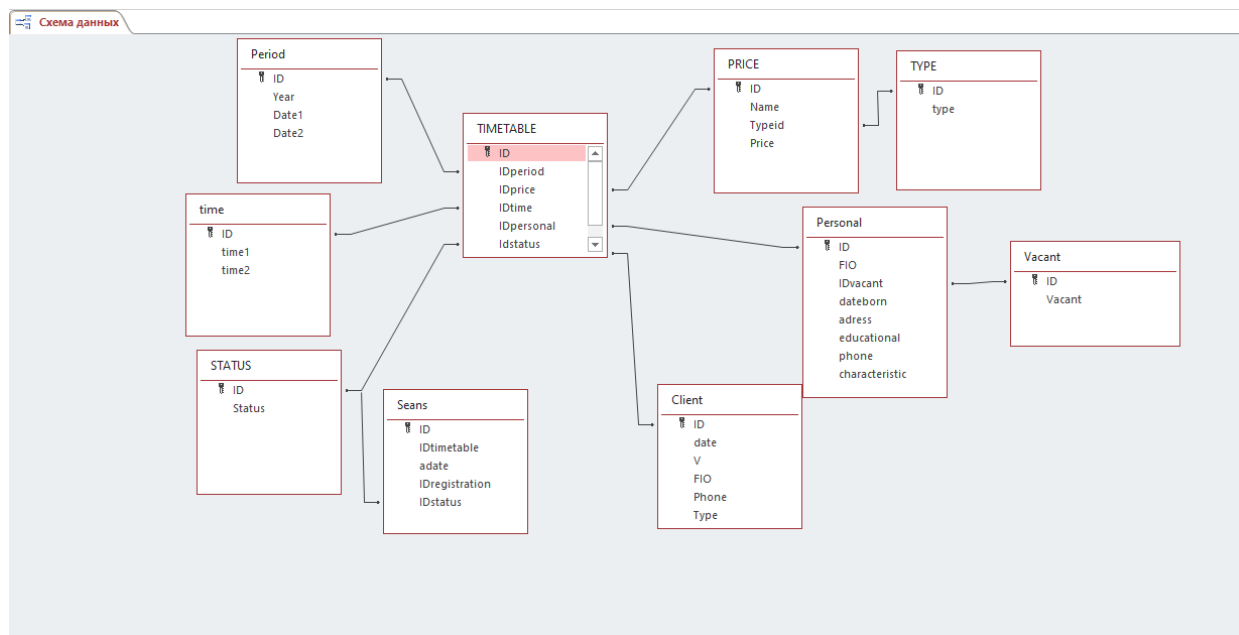 Схема данных
Period
ID
Year
Date1
Date2
TIMETABLE
ID
IDperiod
IDprice
IDtime
IDpersonal
Idstatus
PRICE
ID
Name
Typeid
Price
TYPE
ID
type
time
ID
time1
time2
Personal
ID
FIO
IDvacant
dateborn
adress
educational
phone
characteristic
Vacant
ID
Vacant
STATUS
ID
Status
Seans
ID
IDtimetable
adate
IDregistration
IDstatus
Client
ID
date
V
FIO
Phone
Type